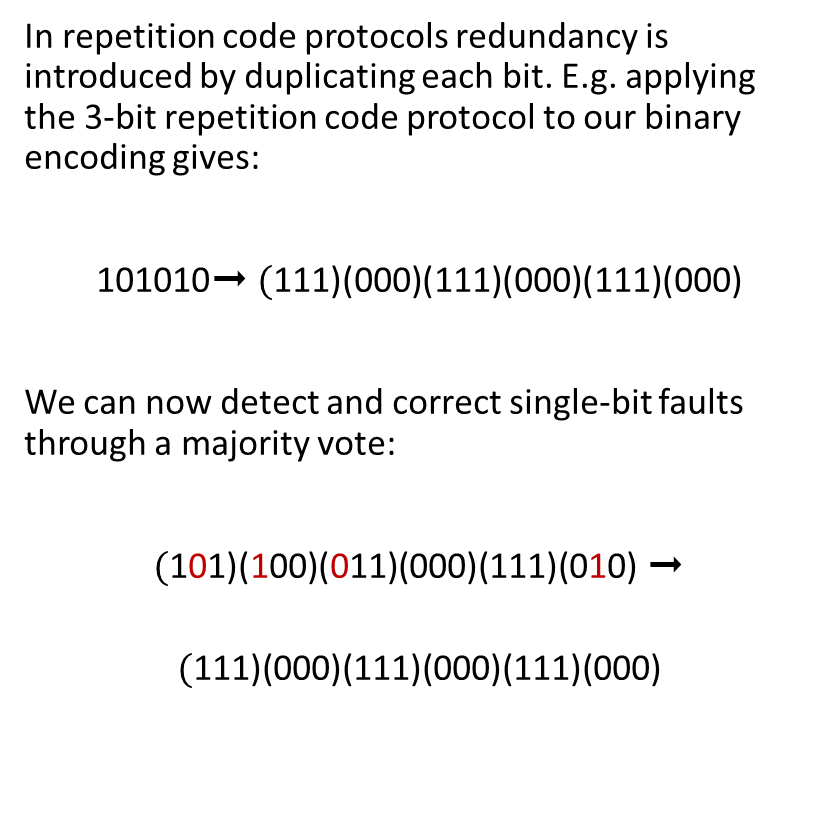 In repetition code protocols redundancy is
introduced by duplicating each bit. E.g. applying
the 3-bit repetition code protocol to our binary
encoding gives:
101010→ (111)(000)(111)(000)(111)(000)
We can now detect and correct single-bit faults
through a majority vote:
(101)(100)(011)(000)(111)(010) →
(111)(000)(111)(000)(111)(000)